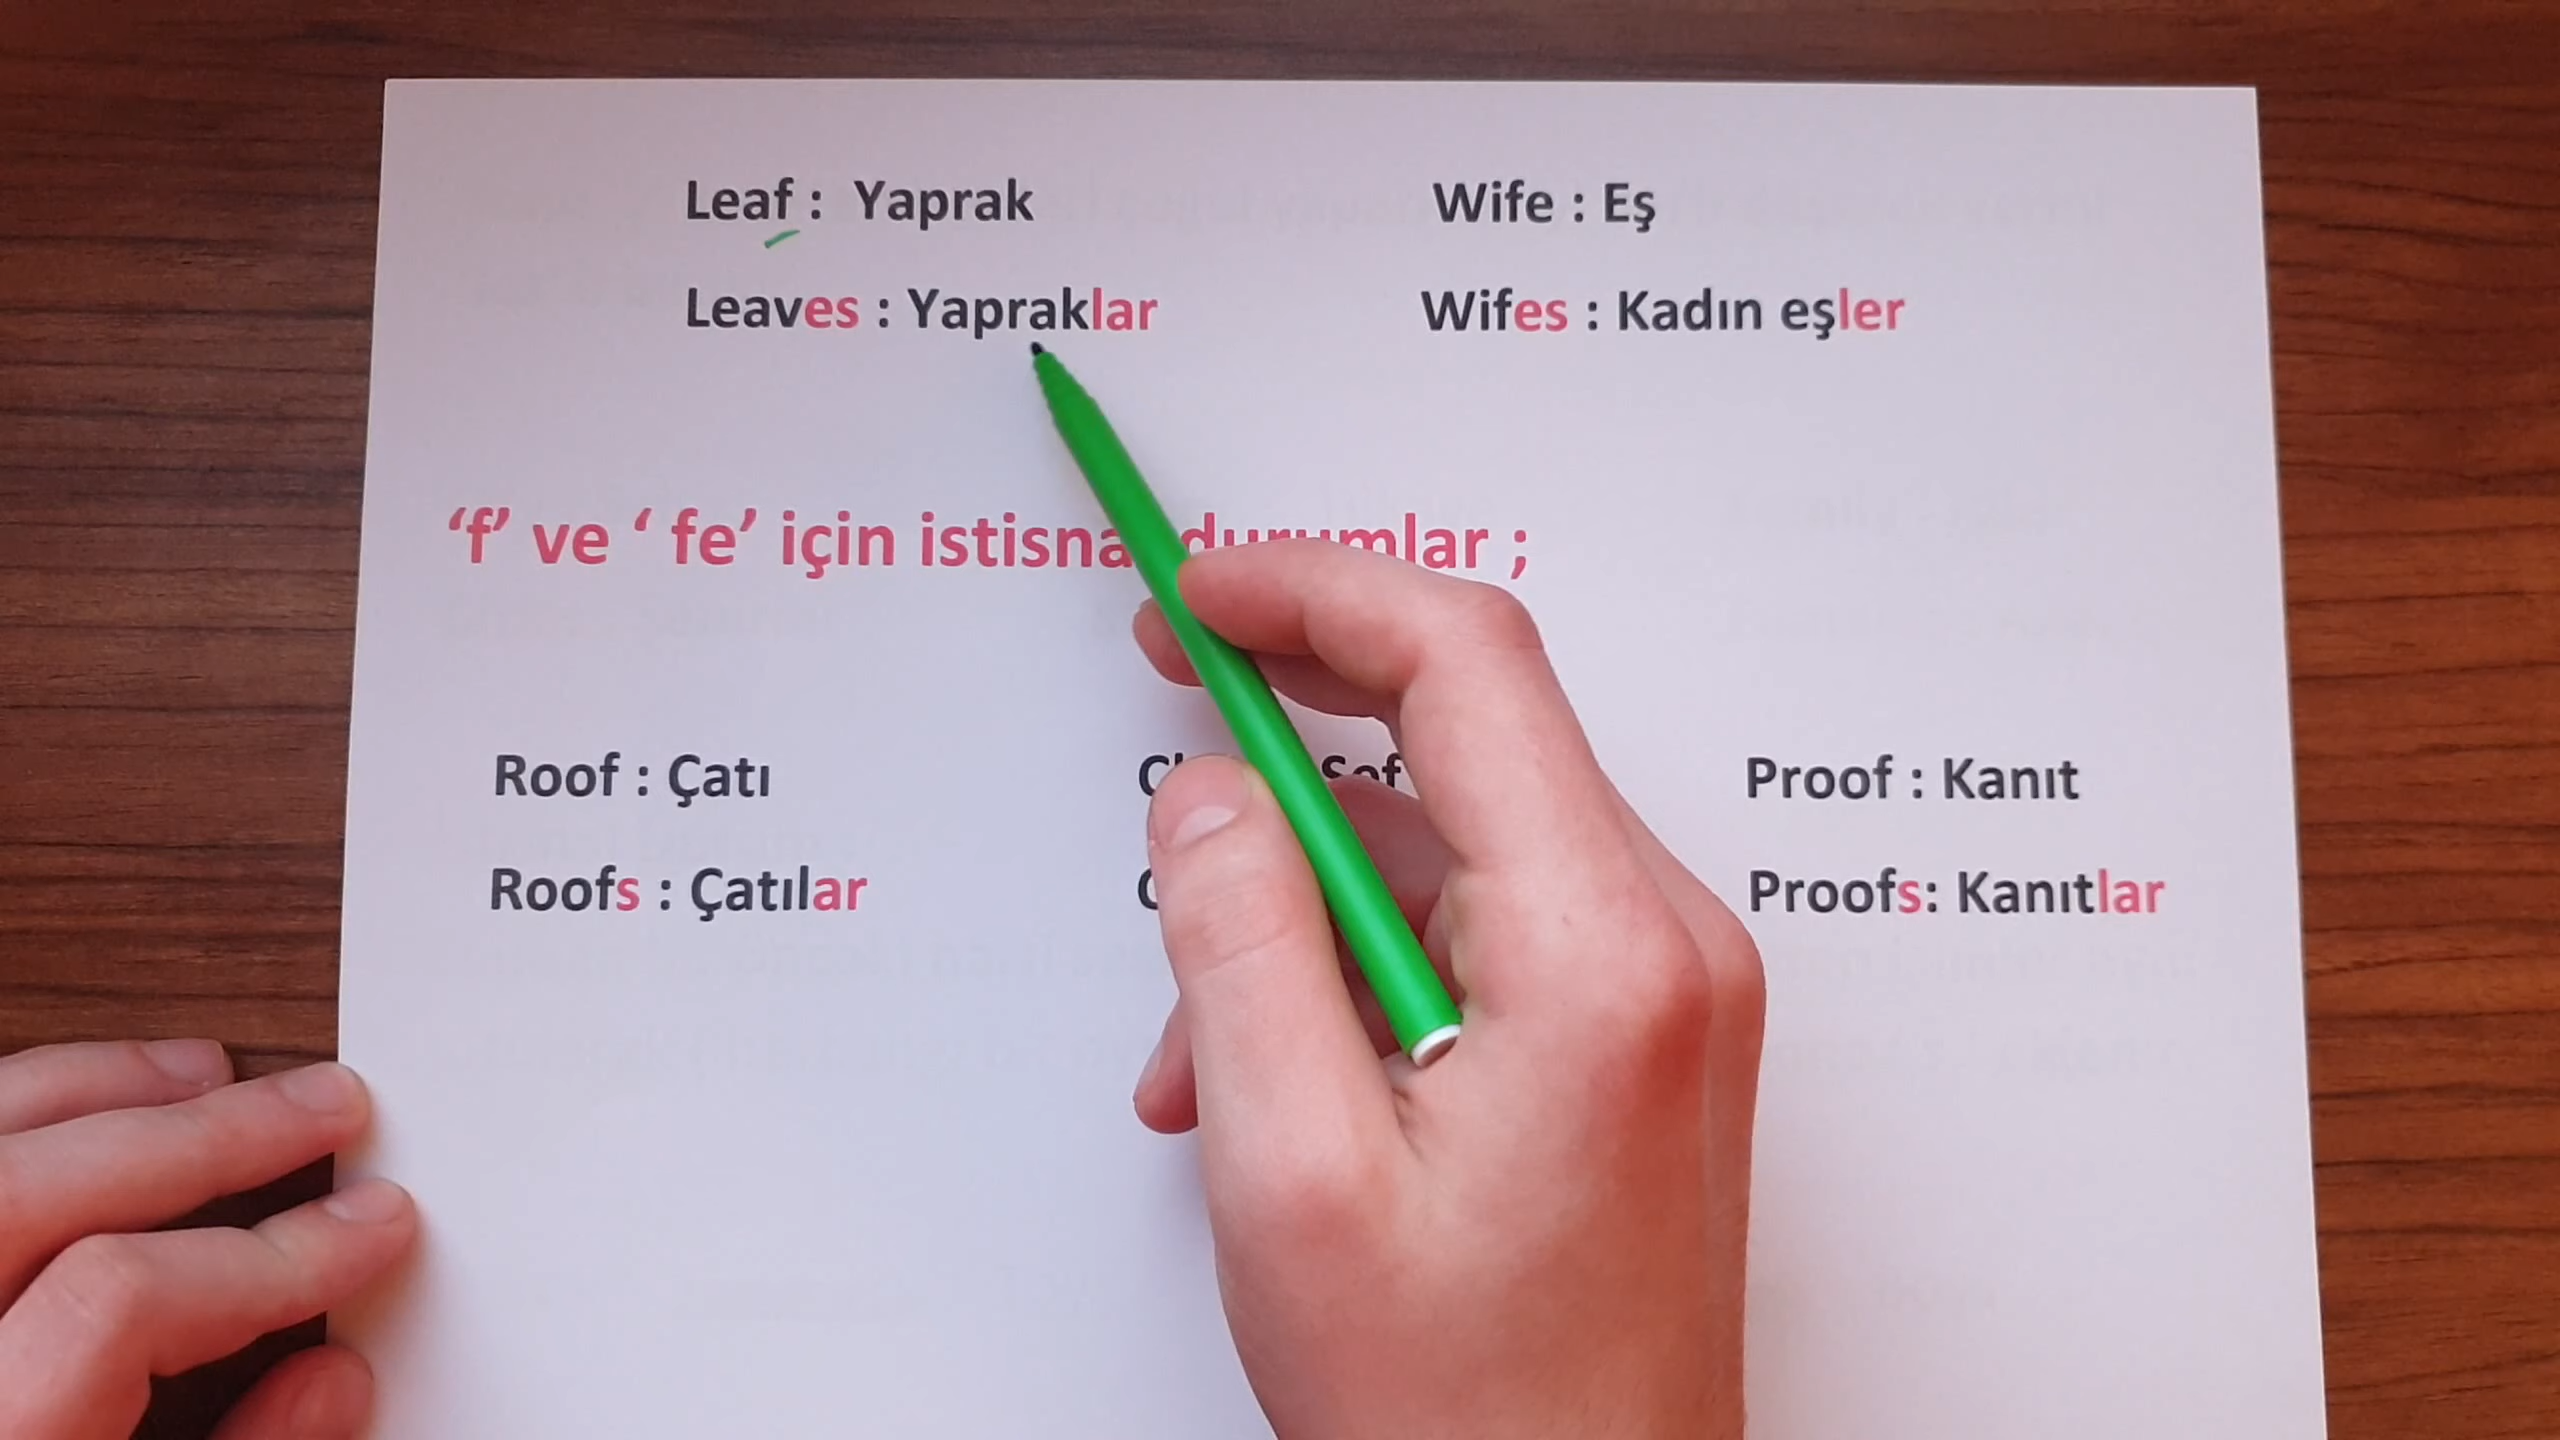 Leaf : Yaprak
Wife : Eş
Leaves : Yapraklar
Wifes : Kadın eşler
‘f’ ve ‘ fe’ için istisna durumlar ;
Roof : Çatı
Proof : Kanıt
Roofs : Çatılar
Proofs: Kanıtlar